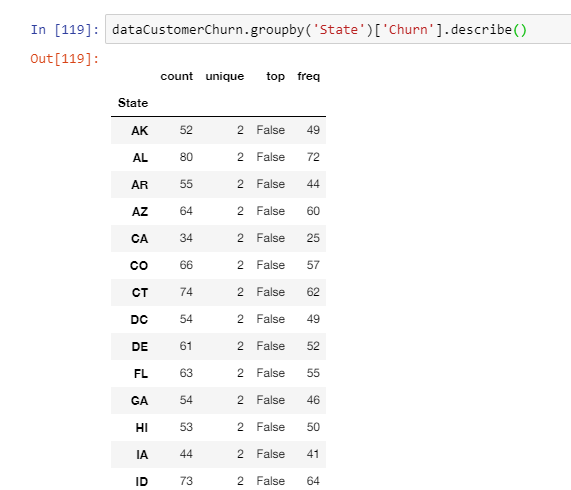 In [119]: dataCustomerChurn.groupby('State')['Churn'].describe()
Out[119]:
count unique top freq
State
AK 52 2 False 49
AL 80 2 False 72
AR 55 2 False 44
AZ 64 2 False 60
CA 34 2 False 25
CO 66 2 False 57
CT 74 2 False 62
DC 54 2 False 49
DE 61 2 False 52
FL 63 2 False 55
GA 54 2 False 46
HI 53 2 False 50
IA 44 2 False 41
ID 73 2 False 64